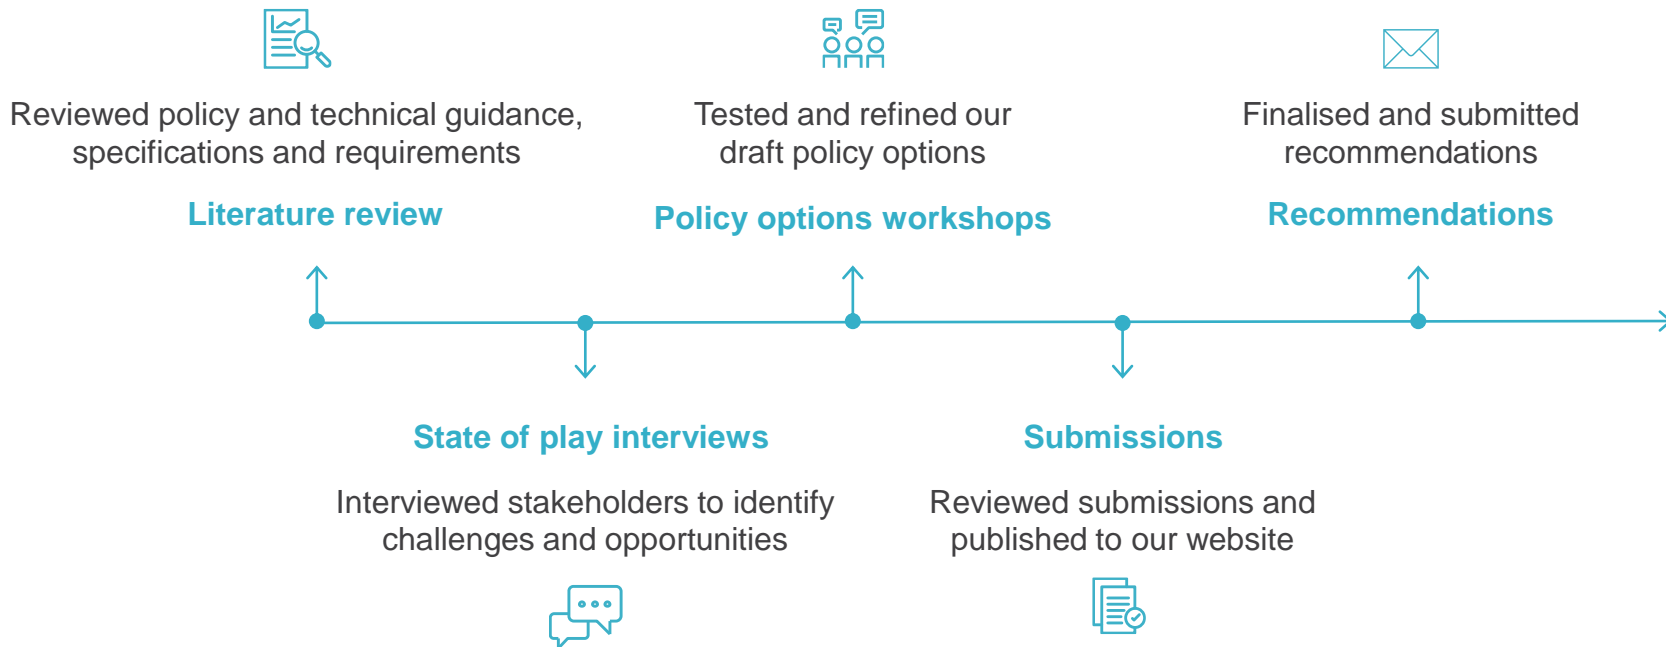 Reviewed policy and technical guidance,
specifications and requirements
Literature review
Tested and refined our
draft policy options
Policy options workshops
Finalised and submitted
recommendations
Recommendations
State of play interviews
Interviewed stakeholders to identify
challenges and opportunities
Submissions
Reviewed submissions and
published to our website